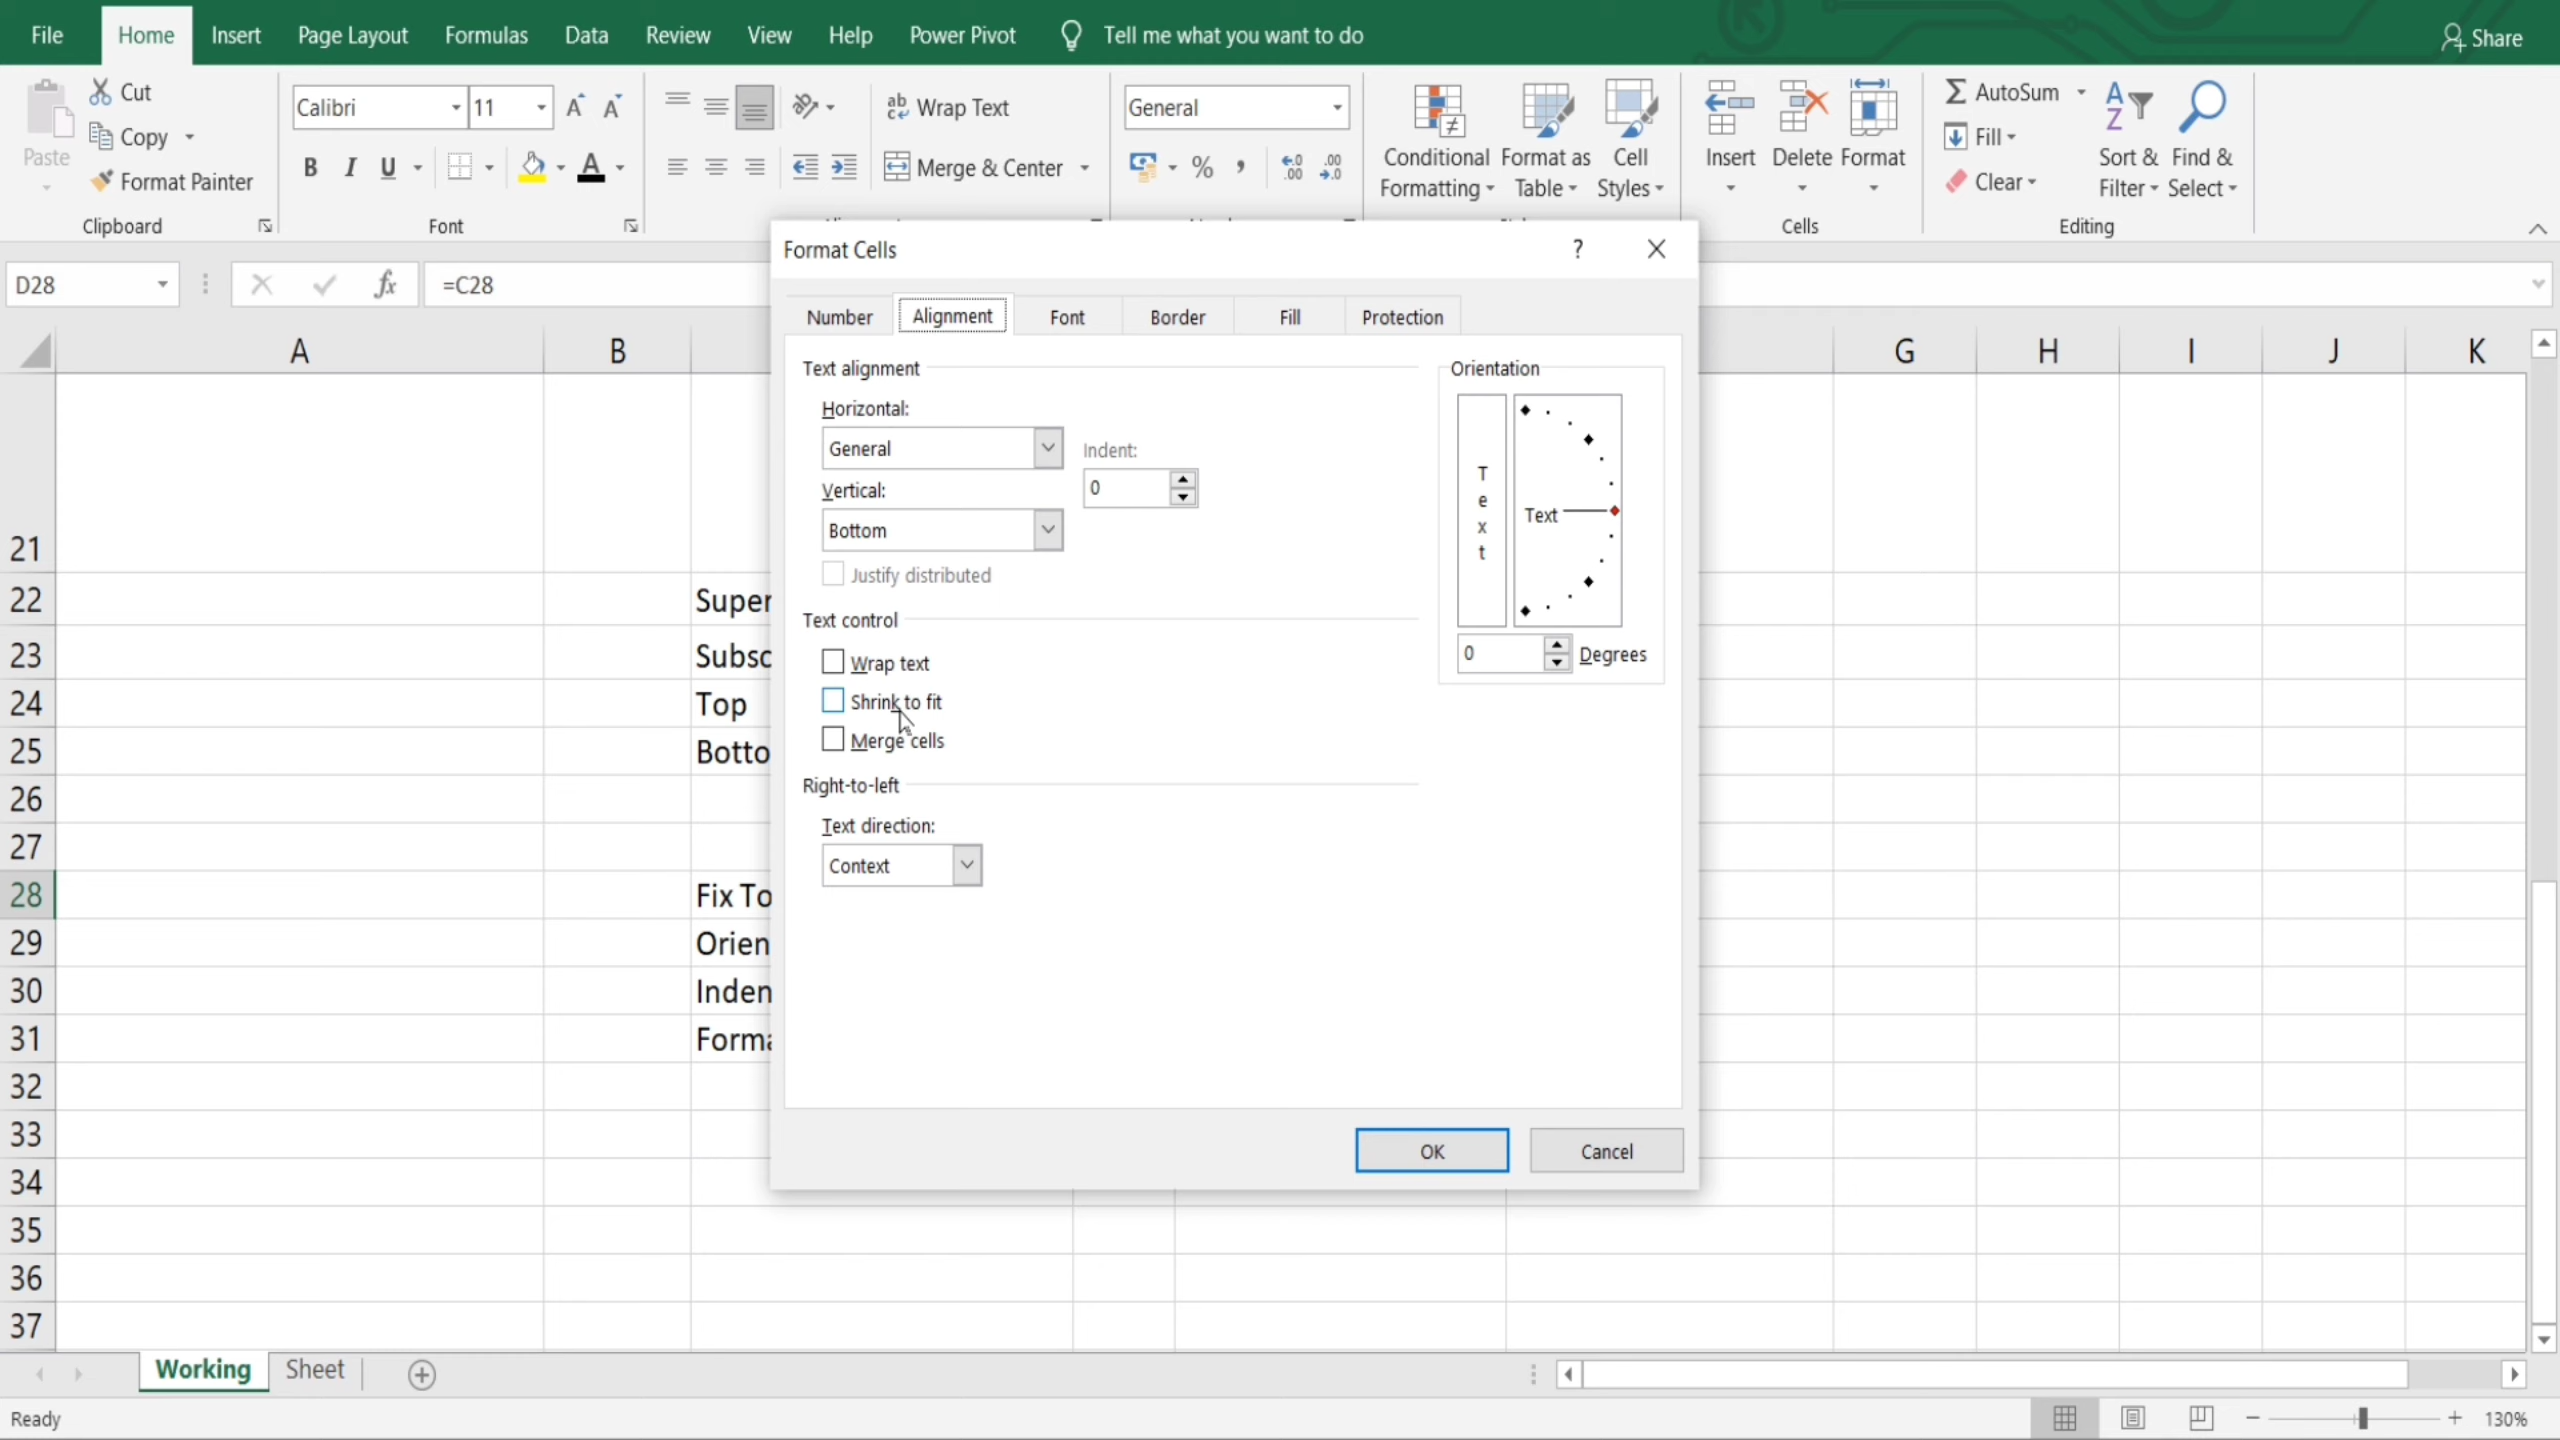 File Home Insert Page Layout Formulas Data Review View Help Power Pivot Tell me what you want to do Share
Paste
Cut
Copy
Format Painter
Clipboard
Calibri 11 A A
B I U A
Font
ab Wrap Text
Merge & Center
General
% ,
Conditional Formatting
Format as Table
Cell Styles
Insert Delete Format
Cells
AutoSum
Fill
Clear
Sort & Filter
Find & Select
Editing
D28 fx =C28
A B G H I J K
21
22 Super
23 Subsc
24 Top
25 Botto
26
27
28 Fix To
29 Orien
30 Inden
31 Forma
32
33
34
35
36
37
Format Cells ?
Number Alignment Font Border Fill Protection
Text alignment
Horizontal:
General
Indent:
0
Vertical:
Bottom
Justify distributed
Text control
Wrap text
Shrink to fit
Merge cells
Right-to-left
Text direction:
Context
Orientation
T
e
x
t
Text
0 Degrees
OK Cancel
Working Sheet
Ready 130%